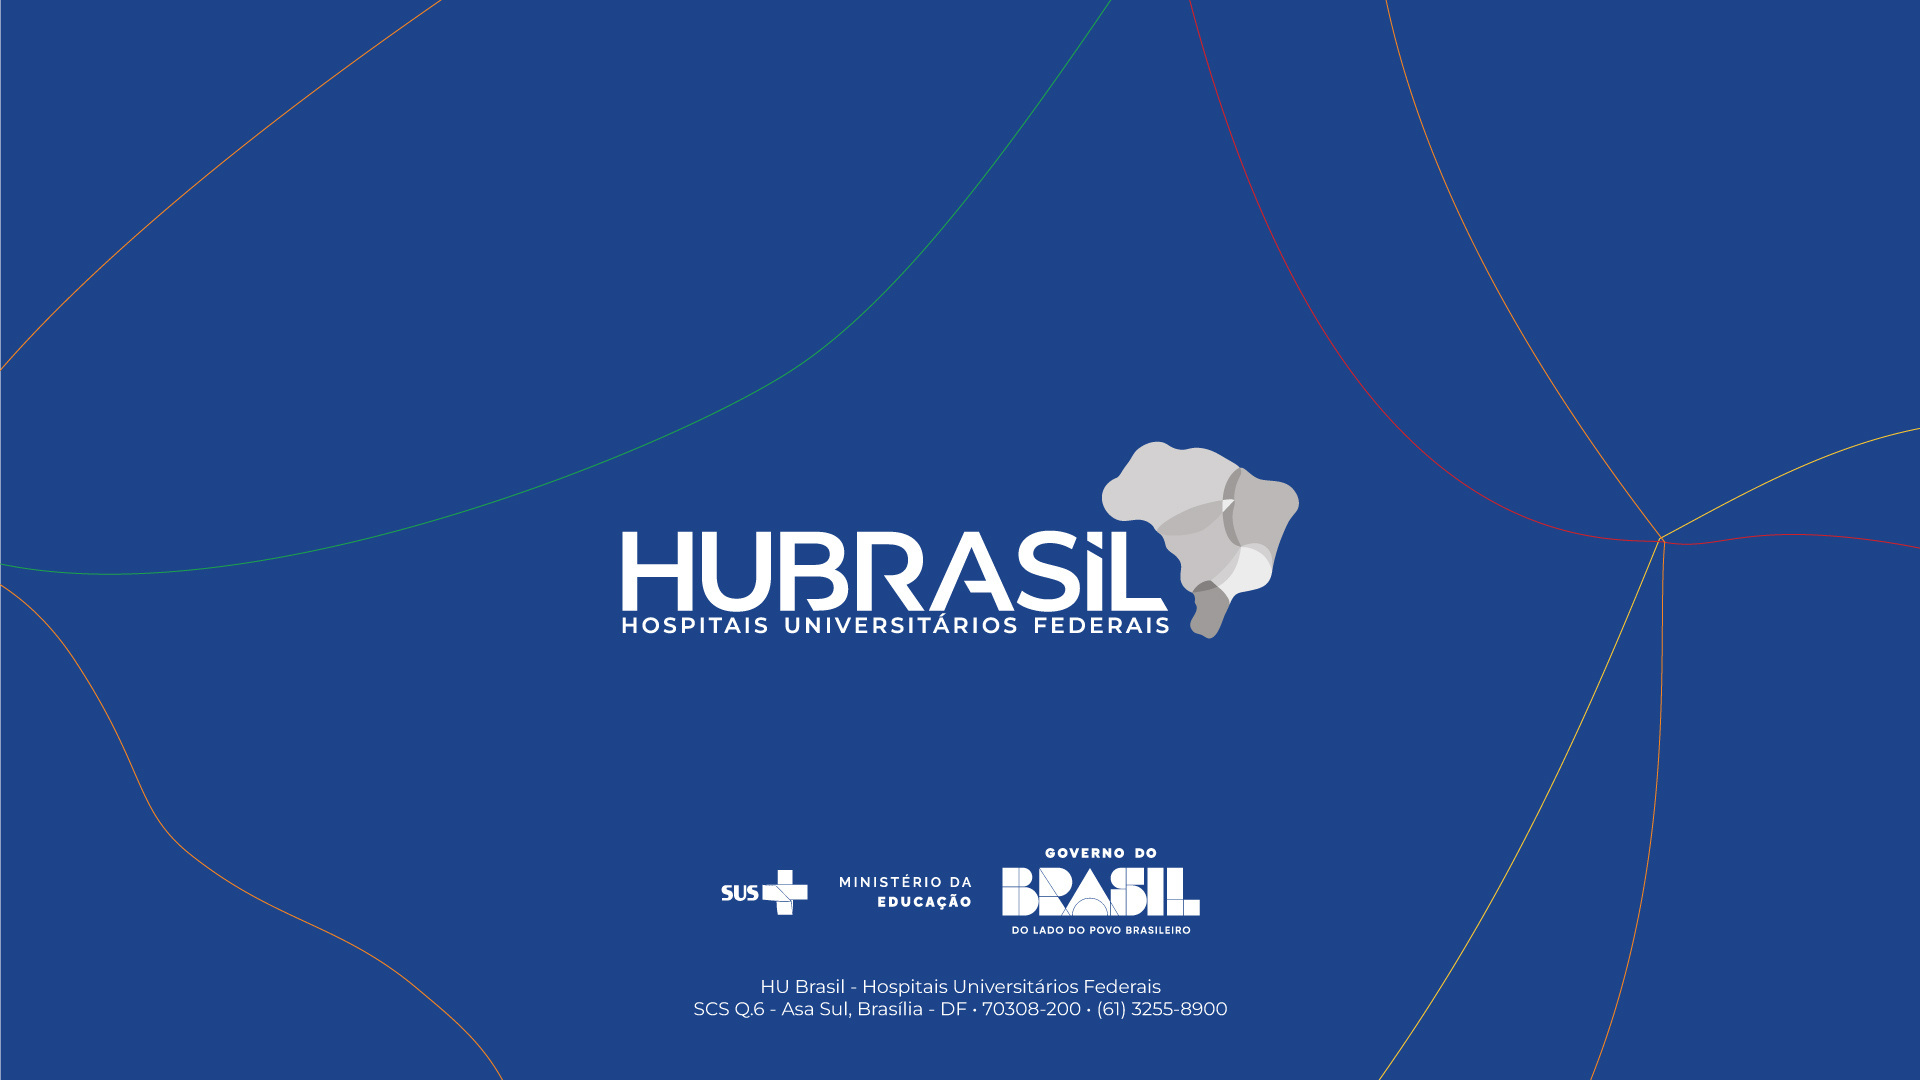 HUBRASIL
HOSPITAIS UNIVERSITÁRIOS FEDERAIS
SUS
MINISTÉRIO DA
EDUCAÇÃO
GOVERNO DO
BRASIL
DO LADO DO POVO BRASILEIRO
HU Brasil - Hospitais Universitários Federais
SCS Q.6 - Asa Sul, Brasília - DF • 70308-200 • (61) 3255-8900